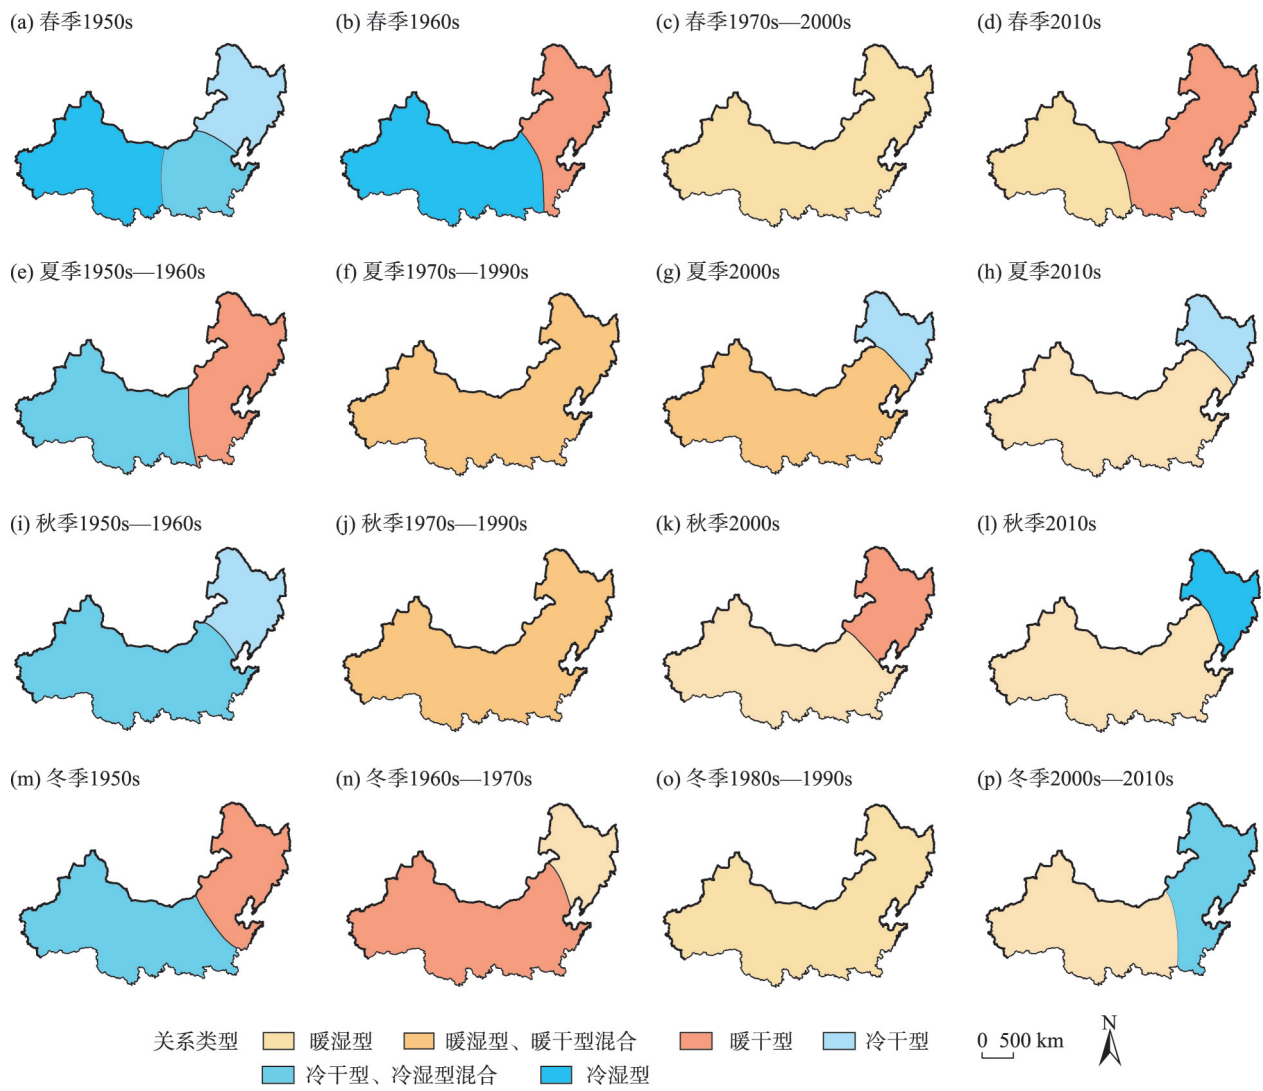 (a) 春季1950s
(b) 春季1960s
(c) 春季1970s—2000s
(d) 春季2010s
(e) 夏季1950s—1960s
(f) 夏季1970s—1990s
(g) 夏季2000s
(h) 夏季2010s
(i) 秋季1950s—1960s
(j) 秋季1970s—1990s
(k) 秋季2000s
(l) 秋季2010s
(m) 冬季1950s
(n) 冬季1960s—1970s
(o) 冬季1980s—1990s
(p) 冬季2000s—2010s
关系类型 暖湿型 暖湿型、暖干型混合 暖干型 冷干型
冷干型、冷湿型混合 冷湿型
0 500 km
N